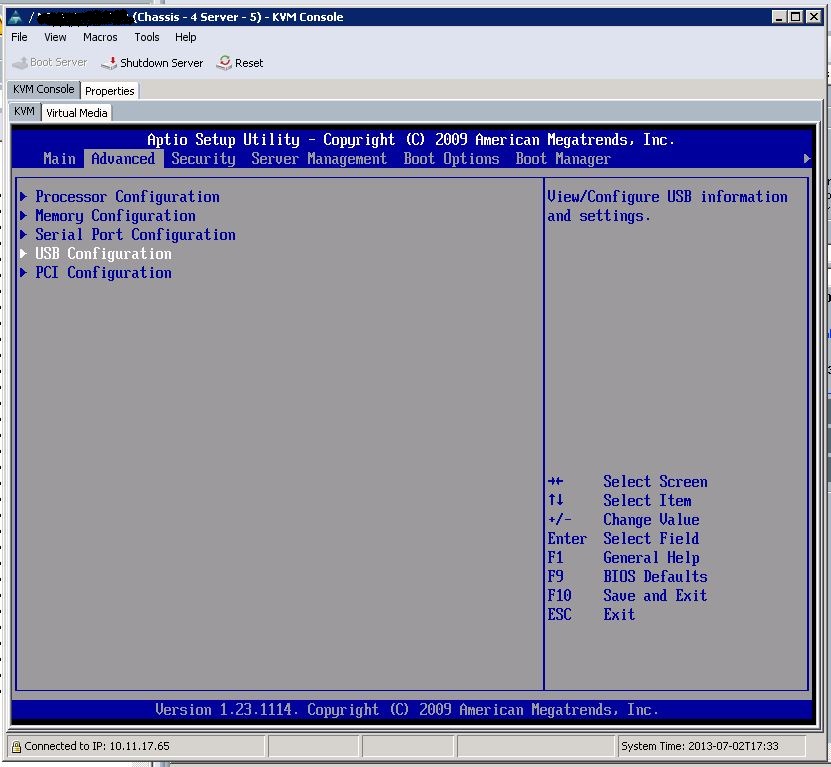 / (Chassis - 4 Server - 5) - KVM Console
File View Macros Tools Help
Boot Server Shutdown Server Reset
KVM Console Properties
KVM Virtual Media
Aptio Setup Utility - Copyright (C) 2009 American Megatrends, Inc.
Main Advanced Security Server Management Boot Options Boot Manager
Processor Configuration
Memory Configuration
Serial Port Configuration
USB Configuration
PCI Configuration
View/Configure USB information
and settings.
→← Select Screen
↑↓ Select Item
+/- Change Value
Enter Select Field
F1 General Help
F9 BIOS Defaults
F10 Save and Exit
ESC Exit
Version 1.23.1114. Copyright (C) 2009 American Megatrends, Inc.
Connected to IP: 10.11.17.65 System Time: 2013-07-02T17:33